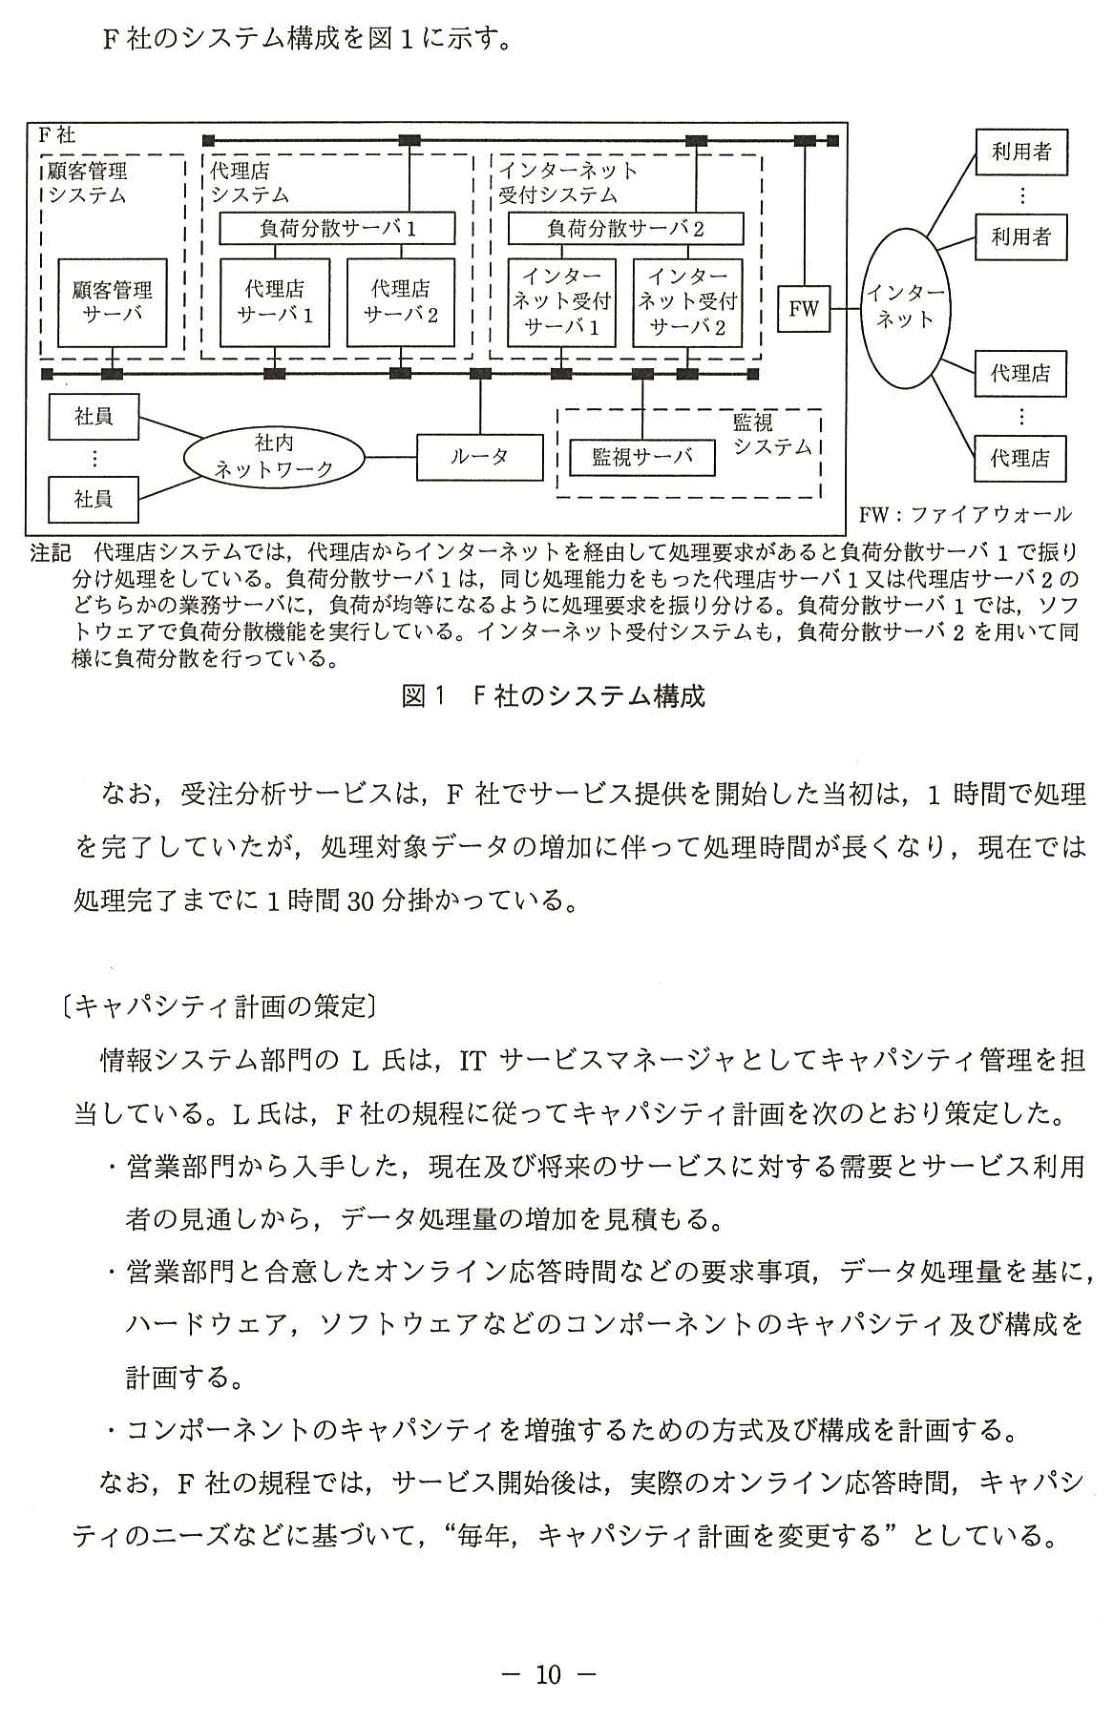 F社のシステム構成を図1に示す。
F社
顧客管理
システム
代理店
システム
インターネット
受付システム
負荷分散サーバ1
負荷分散サーバ2
顧客管理
サーバ
代理店
サーバ1
代理店
サーバ2
インター
ネット受付
サーバ1
インター
ネット受付
サーバ2
FW
インター
ネット
利用者
⋮
利用者
代理店
⋮
代理店
社員
⋮
社員
社内
ネットワーク
ルータ
監視
システム
監視サーバ
FW:ファイアウォール
注記 代理店システムでは,代理店からインターネットを経由して処理要求があると負荷分散サーバ1で振り
分け処理をしている。負荷分散サーバ1は,同じ処理能力をもった代理店サーバ1又は代理店サーバ2の
どちらかの業務サーバに,負荷が均等になるように処理要求を振り分ける。負荷分散サーバ1では,ソフ
トウェアで負荷分散機能を実行している。インターネット受付システムも,負荷分散サーバ2を用いて同
様に負荷分散を行っている。
図1 F社のシステム構成
なお,受注分析サービスは,F社でサービス提供を開始した当初は,1時間で処理
を完了していたが,処理対象データの増加に伴って処理時間が長くなり,現在では
処理完了までに1時間30分掛かっている。
〔キャパシティ計画の策定〕
情報システム部門のL氏は,ITサービスマネージャとしてキャパシティ管理を担
当している。L氏は,F社の規程に従ってキャパシティ計画を次のとおり策定した。
・営業部門から入手した,現在及び将来のサービスに対する需要とサービス利用
者の見通しから,データ処理量の増加を見積もる。
・営業部門と合意したオンライン応答時間などの要求事項,データ処理量を基に,
ハードウェア,ソフトウェアなどのコンポーネントのキャパシティ及び構成を
計画する。
・コンポーネントのキャパシティを増強するための方式及び構成を計画する。
なお,F社の規程では,サービス開始後は,実際のオンライン応答時間,キャパシ
ティのニーズなどに基づいて,“毎年,キャパシティ計画を変更する”としている。
― 10 ―